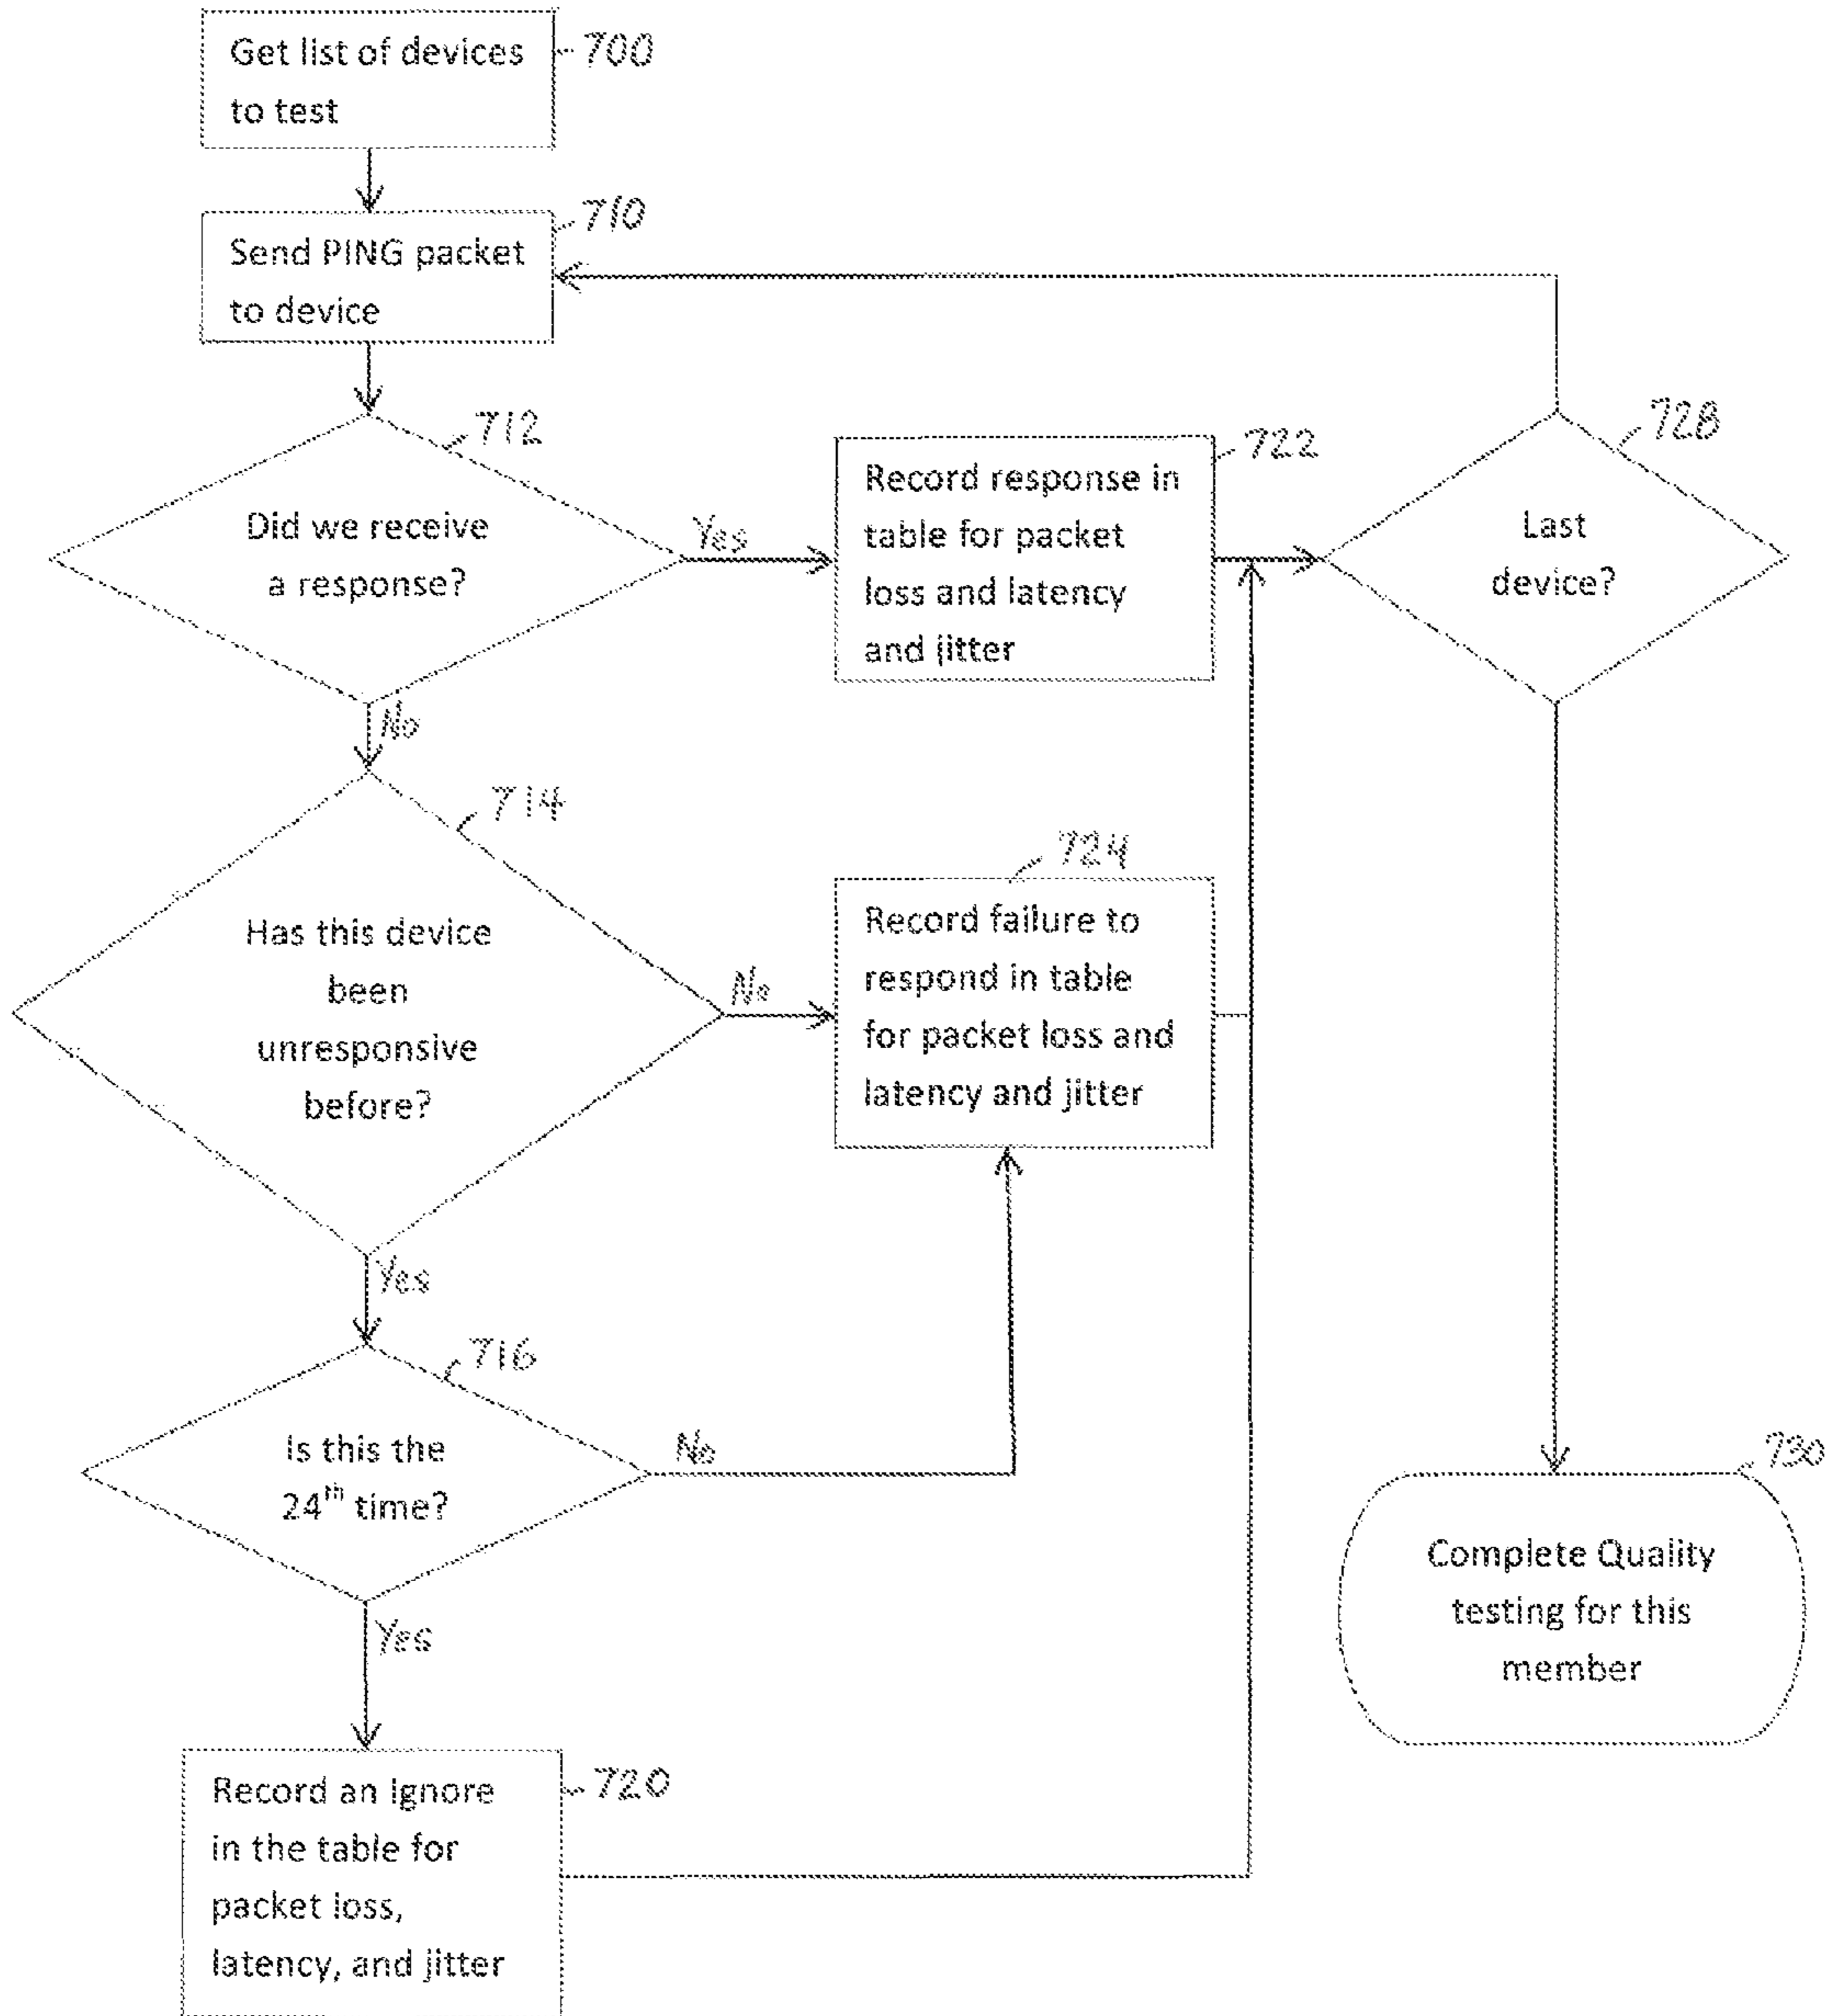 Get list of devices
to test
700
Send PING packet
to device
710
Did we receive
a response?
712
Yes
No
Record response in
table for packet
loss and latency
and jitter
722
Last
device?
728
Has this device
been
unresponsive
before?
714
No
Yes
Record failure to
respond in table
for packet loss and
latency and jitter
724
Is this the
24th time?
716
No
Yes
Record an Ignore
in the table for
packet loss,
latency, and jitter
720
Complete Quality
testing for this
member
730